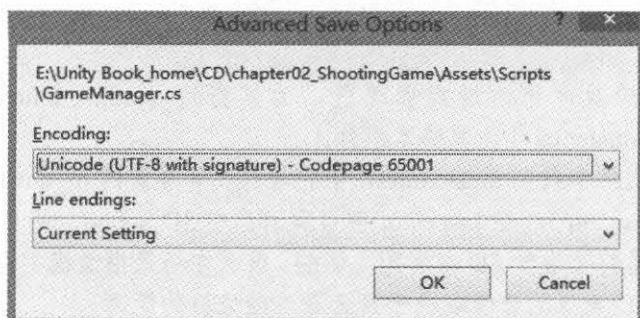 Advanced Save Options
? ×
E:\Unity Book_home\CD\chapter02_ShootingGame\Assets\Scripts
\GameManager.cs
Encoding:
Unicode (UTF-8 with signature) - Codepage 65001
Line endings:
Current Setting
OK Cancel